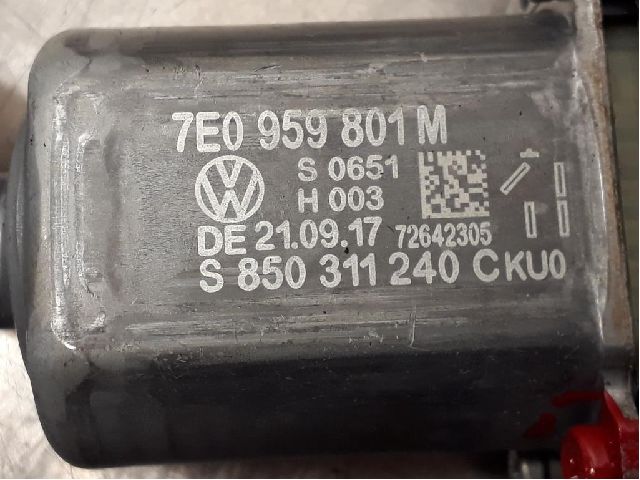 7E0 959 801 M
S 0651
H 003
DE 21.09.17 72642305
S 850 311 240 CKU0